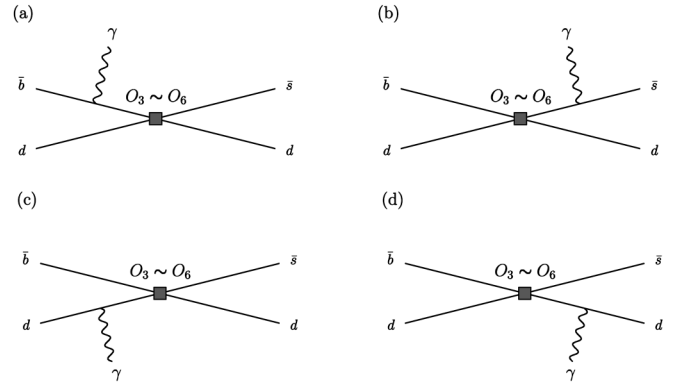 (a)
γ
b̄
O₃ ~ O₆
s̄
d
d
(b)
γ
b̄
O₃ ~ O₆
s̄
d
d
(c)
b̄
O₃ ~ O₆
s̄
d
d
γ
(d)
b̄
O₃ ~ O₆
s̄
d
d
γ